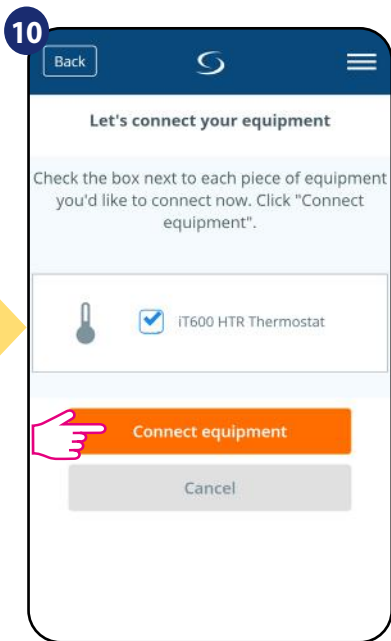 10
Back
Let's connect your equipment
Check the box next to each piece of equipment
you'd like to connect now. Click "Connect
equipment".
iT600 HTR Thermostat
Connect equipment
Cancel